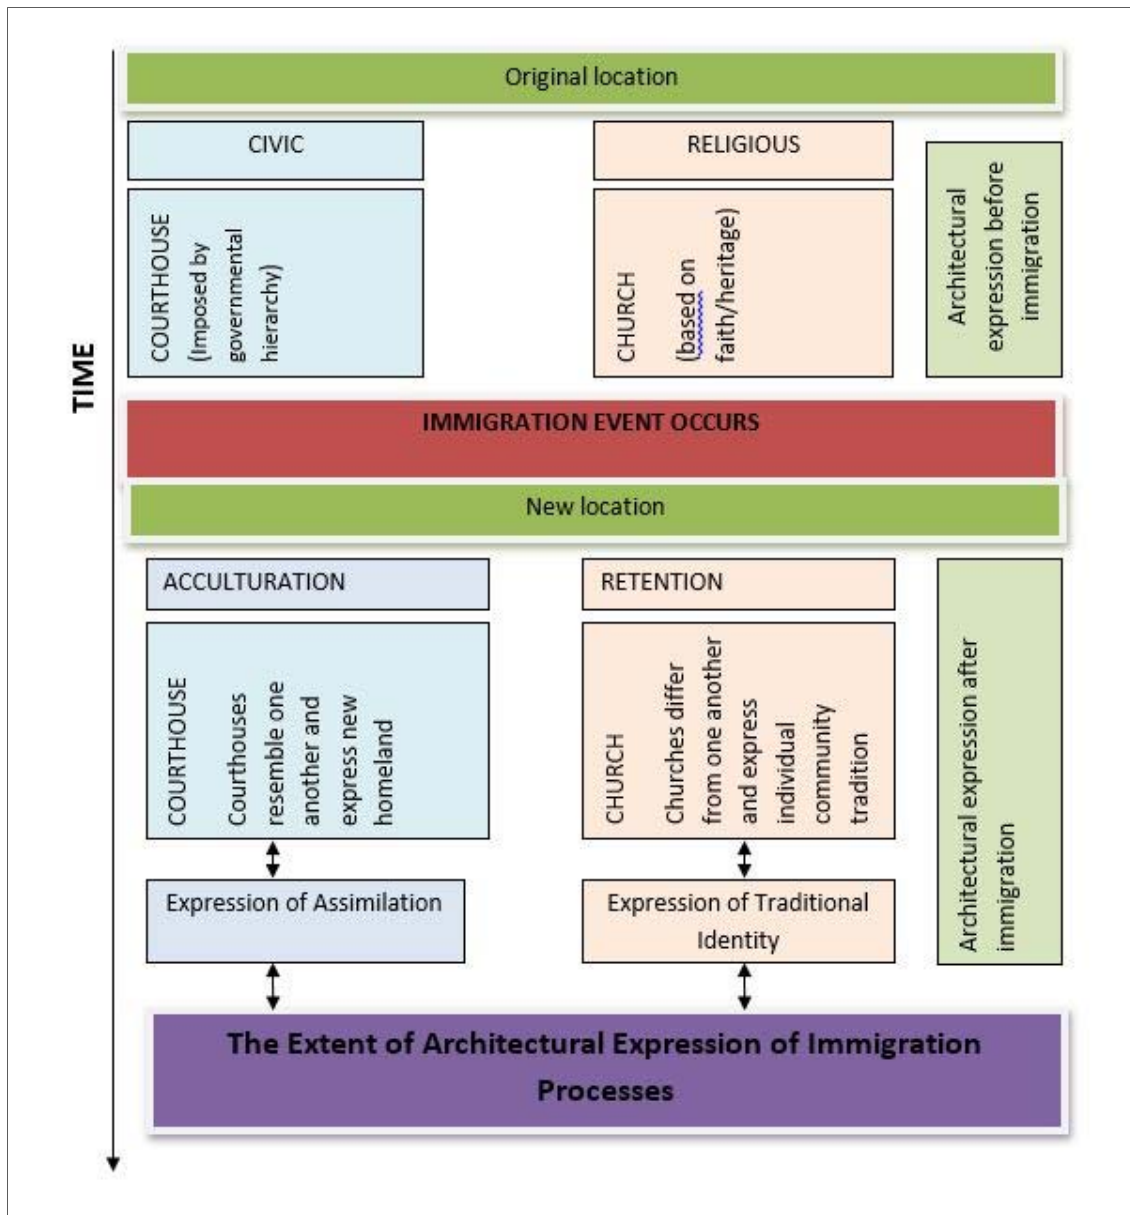 TIME
Original location
CIVIC
RELIGIOUS
COURTHOUSE
(Imposed by
governmental
hierarchy)
CHURCH
(based on
faith/heritage)
Architectural
expression before
immigration
IMMIGRATION EVENT OCCURS
New location
ACCULTURATION
RETENTION
COURTHOUSE
Courthouses
resemble one
another and
express new
homeland
CHURCH
Churches differ
from one another
and express
individual
community
tradition
Architectural expression after
immigration
Expression of Assimilation
Expression of Traditional
Identity
The Extent of Architectural Expression of Immigration
Processes